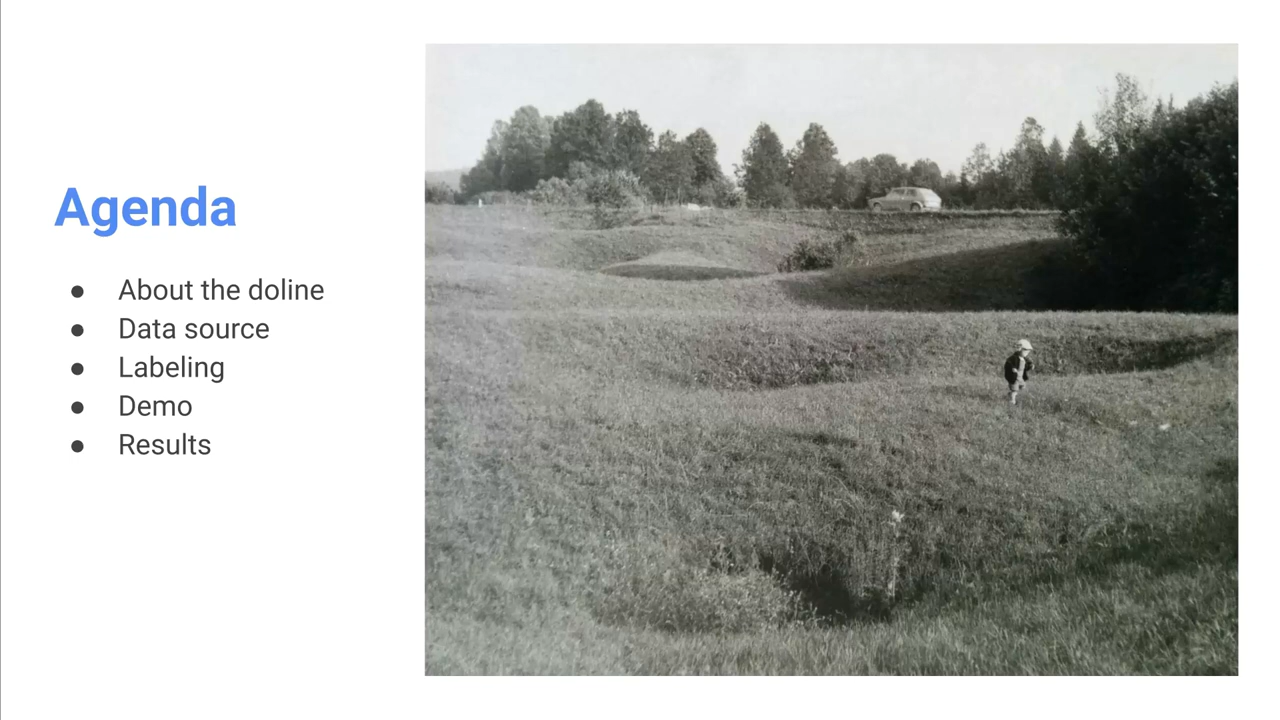 Agenda
● About the doline
● Data source
● Labeling
● Demo
● Results